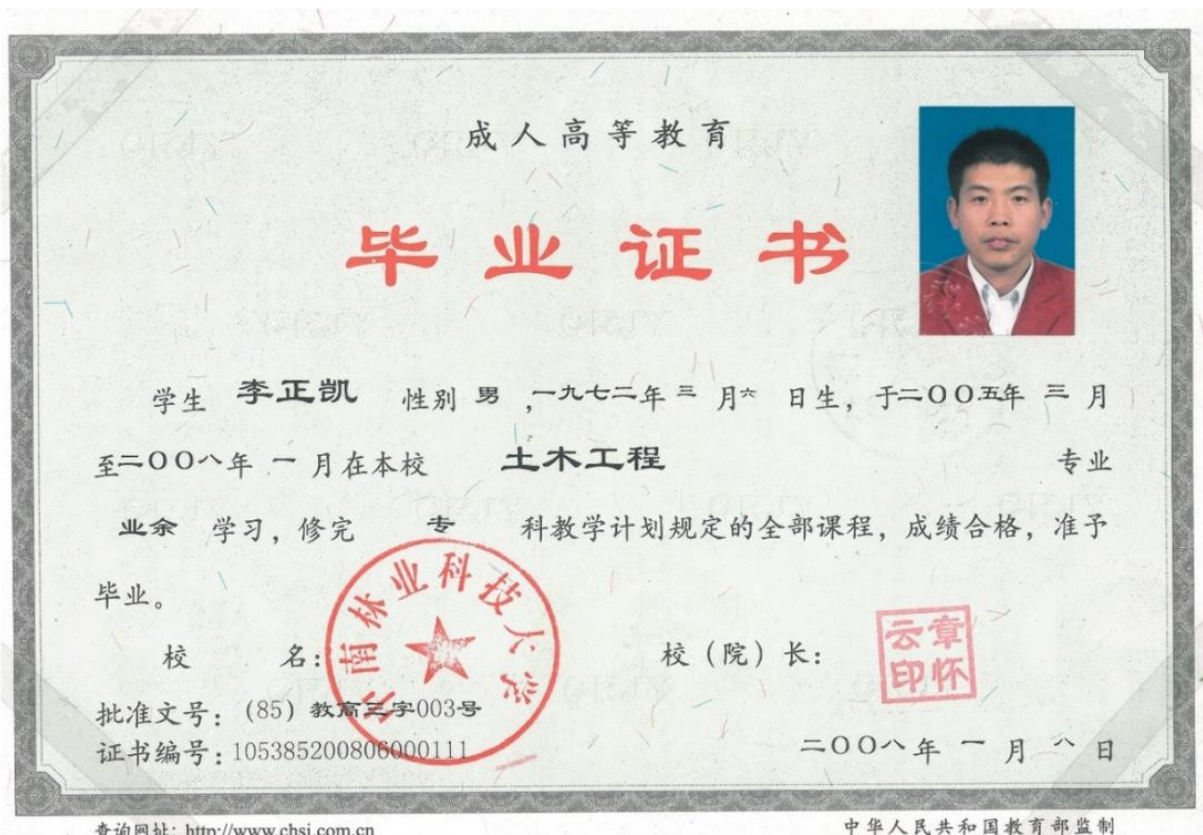 成人高等教育
毕业证书
学生 李正凯 性别 男 ,一九七二年 三 月六 日生, 于二〇〇五年 三 月
至二〇〇八年 一 月在本校 土木工程 专业
业余 学习, 修完 专 科教学计划规定的全部课程, 成绩合格, 准予
毕业。
校 名: 南林业科技大学 校（院）长: 章怀云印
批准文号: (85) 教高三字003号
证书编号: 105385200806000111 二〇〇八年 一 月 八 日
查询网址: http://www.chsi.com.cn 中华人民共和国教育部监制